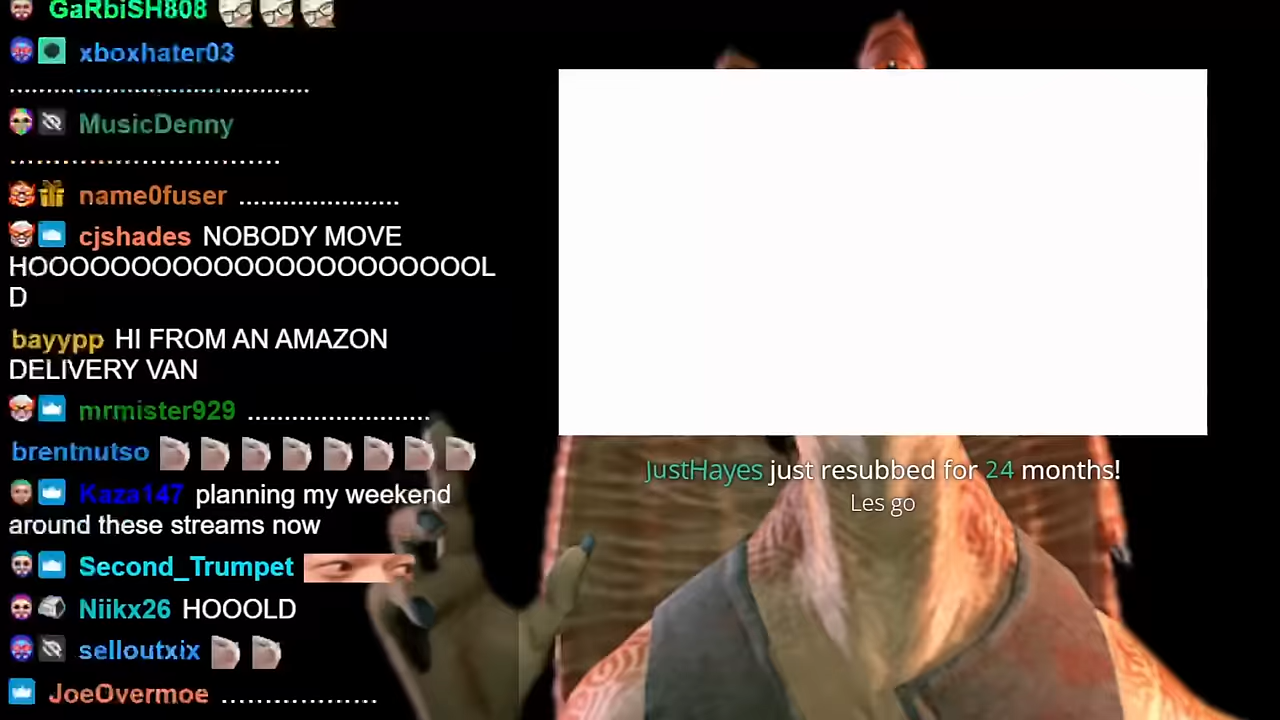 GaRbiSH808
xboxhater03
.........................................
MusicDenny
.....................................
name0fuser ......................
cjshades NOBODY MOVE
HOOOOOOOOOOOOOOOOOOOOOOOL
D
bayypp HI FROM AN AMAZON
DELIVERY VAN
mrmister929 .........................
brentnutso
Kaza147 planning my weekend
around these streams now
Second_Trumpet
Niikx26 HOOOLD
selloutxix
JoeOvermoe ..................
JustHayes just resubbed for 24 months!
Les go